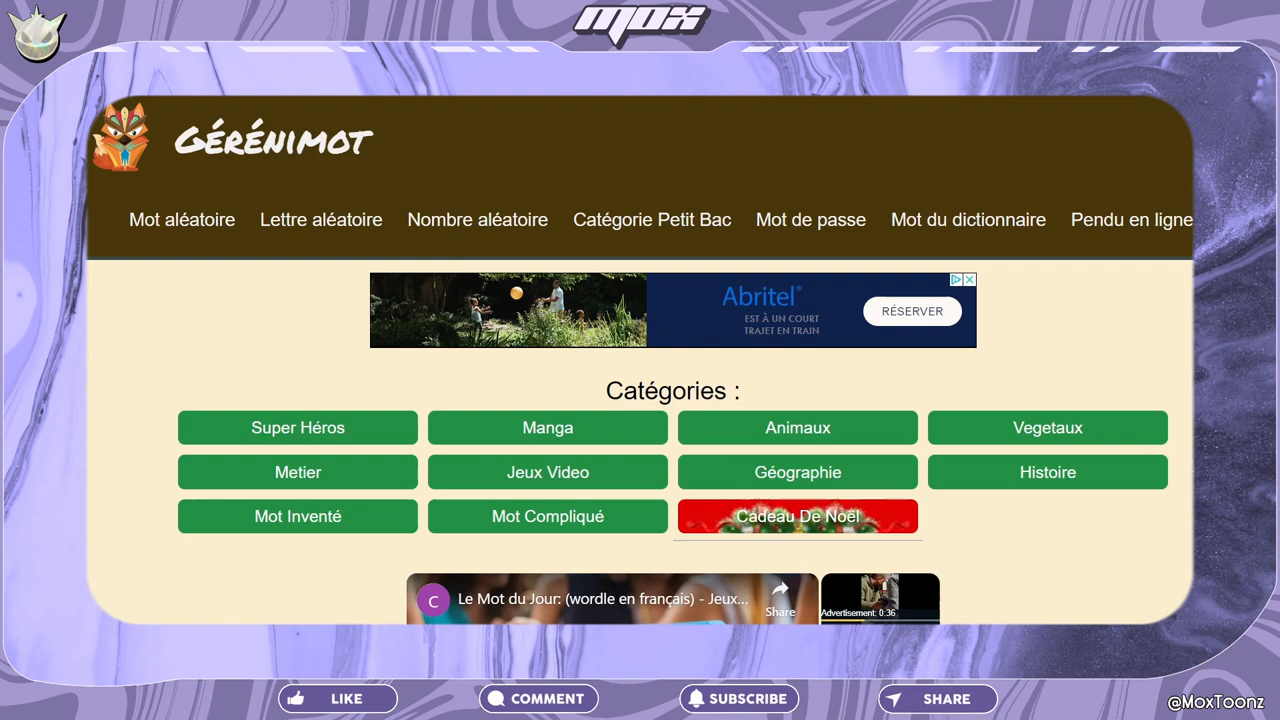 MOX
Gérénimot
Mot aléatoire Lettre aléatoire Nombre aléatoire Catégorie Petit Bac Mot de passe Mot du dictionnaire Pendu en ligne
Abritel®
EST À UN COURT
TRAJET EN TRAIN
RÉSERVER
Catégories :
Super Héros Manga Animaux Vegetaux
Metier Jeux Video Géographie Histoire
Mot Inventé Mot Compliqué Cadeau De Noël
C Le Mot du Jour: (wordle en français) - Jeux...
Share
Advertisement: 0:36
LIKE COMMENT SUBSCRIBE SHARE
@MoxToonz